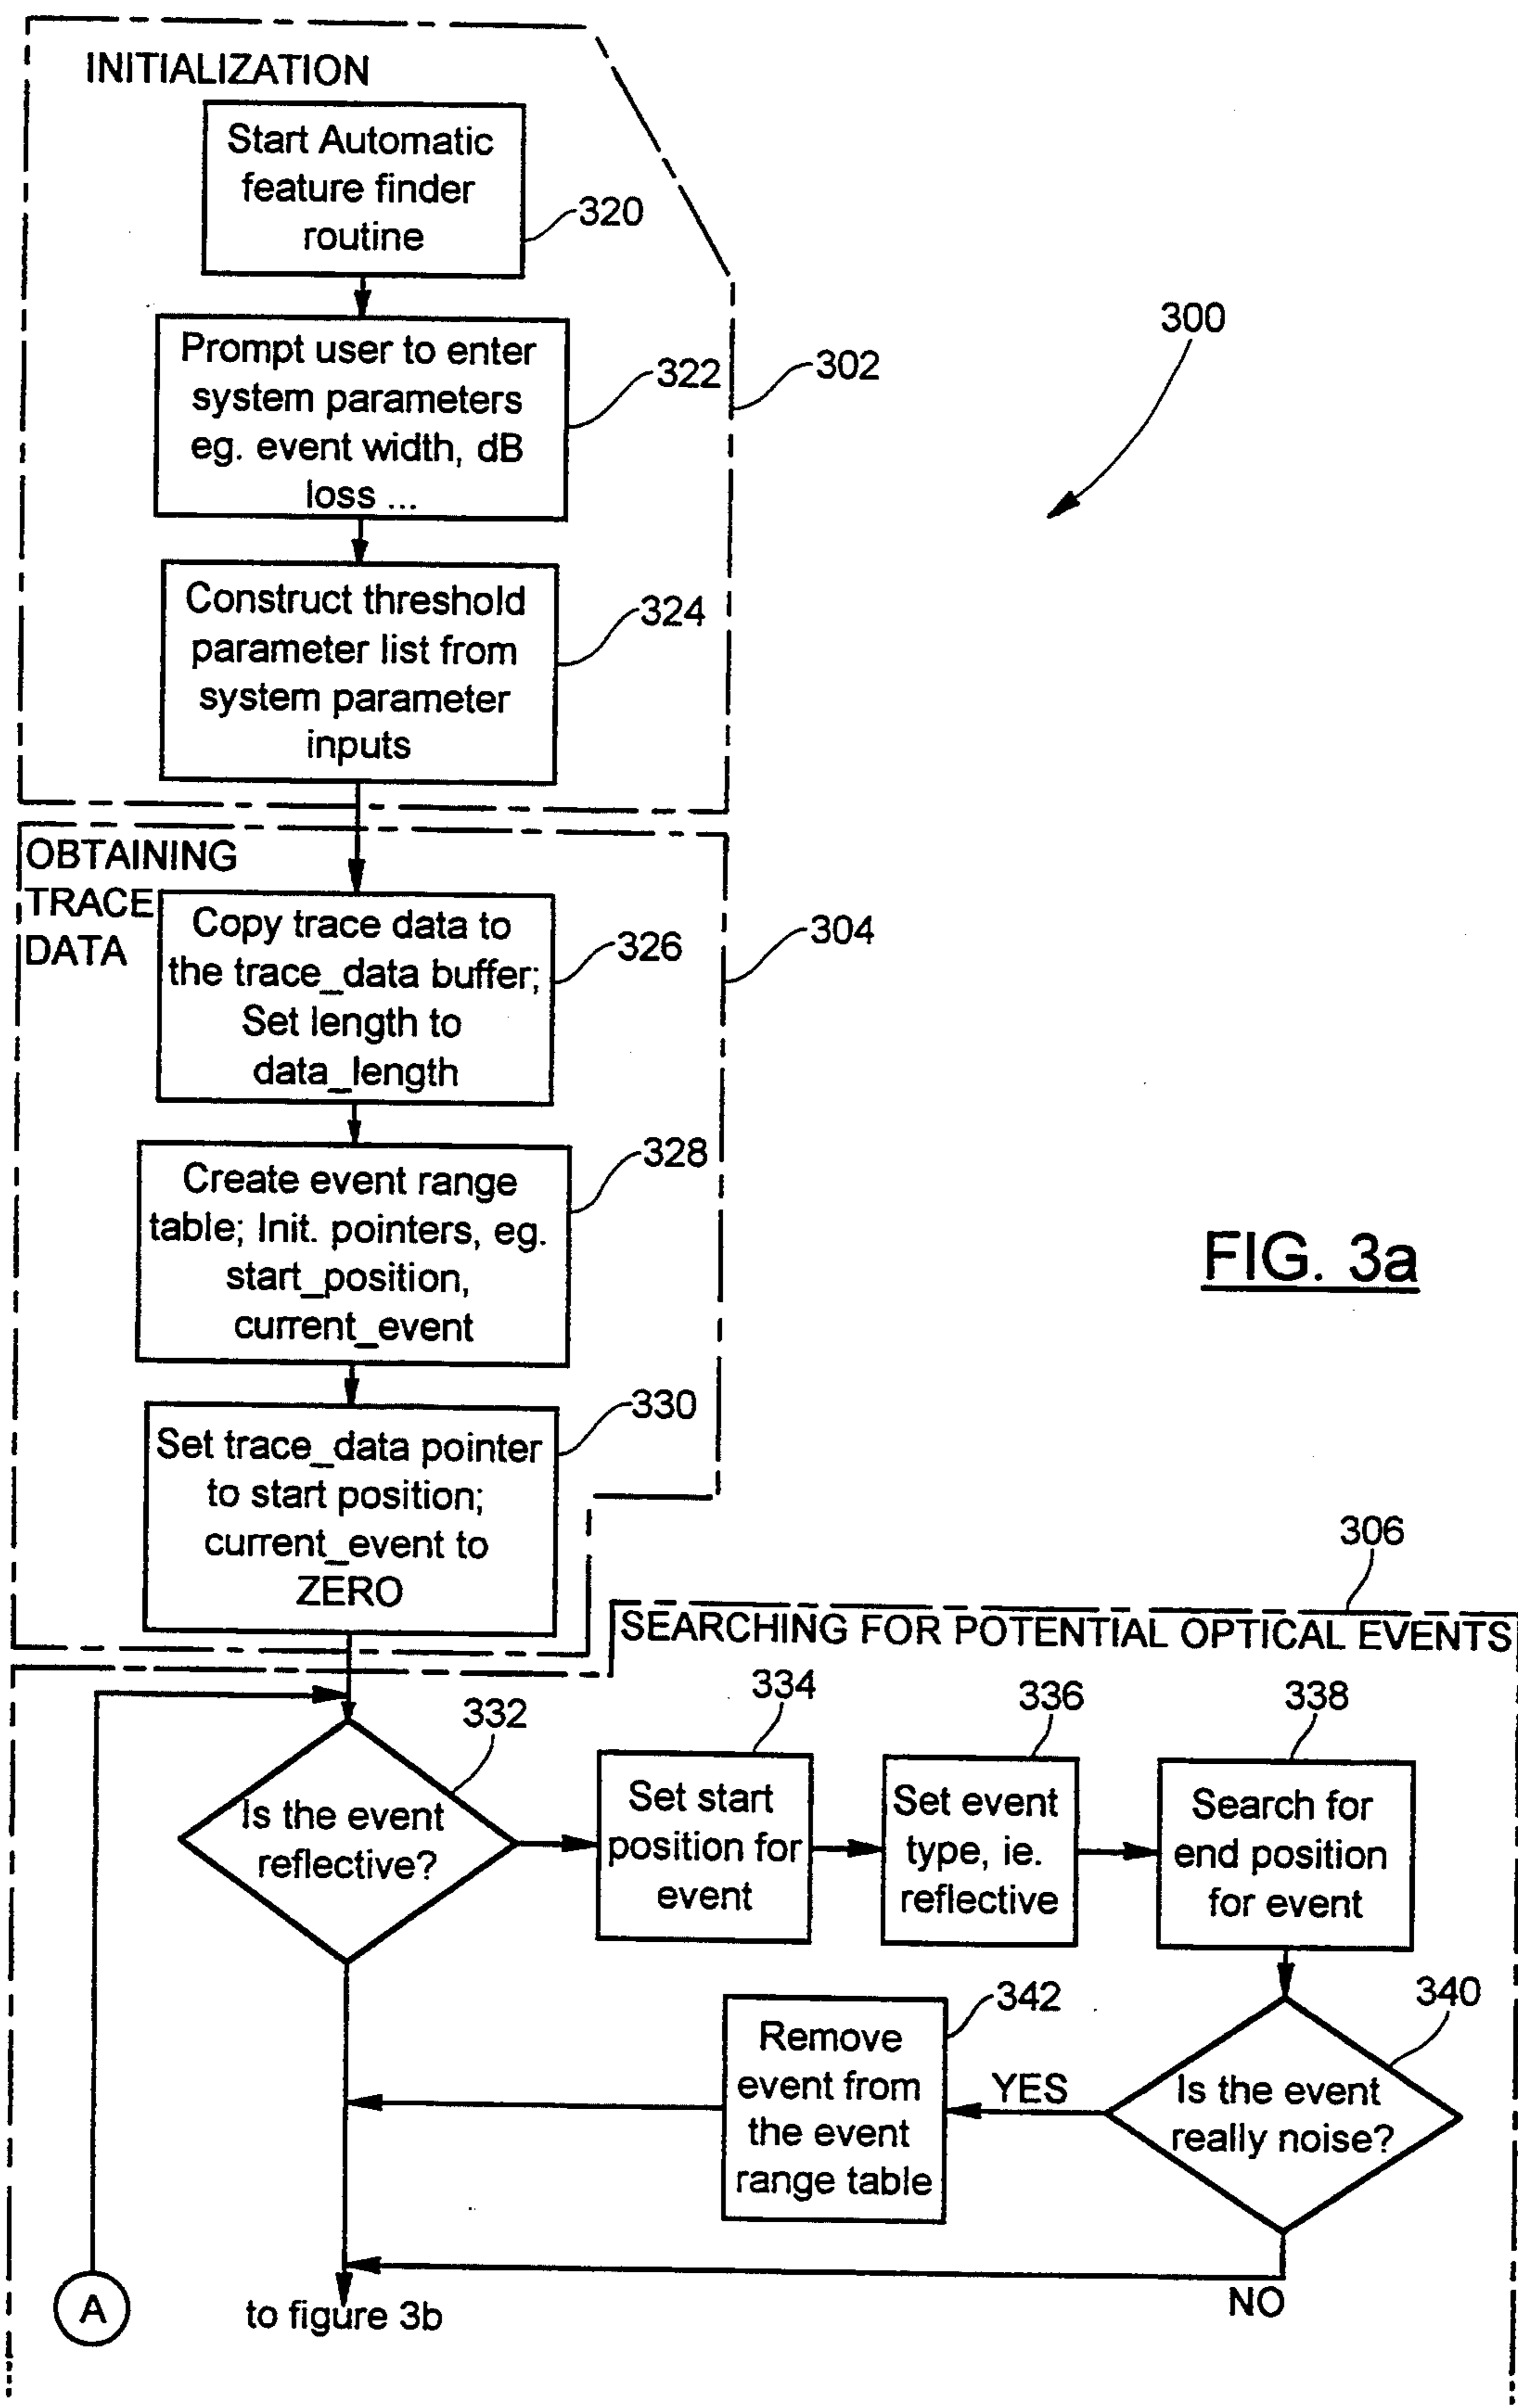 INITIALIZATION
Start Automatic
feature finder
routine
320
Prompt user to enter
system parameters
eg. event width, dB
loss ...
322
302
300
Construct threshold
parameter list from
system parameter
inputs
324
OBTAINING
TRACE
DATA
Copy trace data to
the trace_data buffer;
Set length to
data_length
326
304
Create event range
table; Init. pointers, eg.
start_position,
current_event
328
FIG. 3a
Set trace_data pointer
to start position;
current_event to
ZERO
330
306
SEARCHING FOR POTENTIAL OPTICAL EVENTS
Is the event
reflective?
332
Set start
position for
event
334
Set event
type, ie.
reflective
336
Search for
end position
for event
338
Is the event
really noise?
340
YES
Remove
event from
the event
range table
342
NO
A
to figure 3b